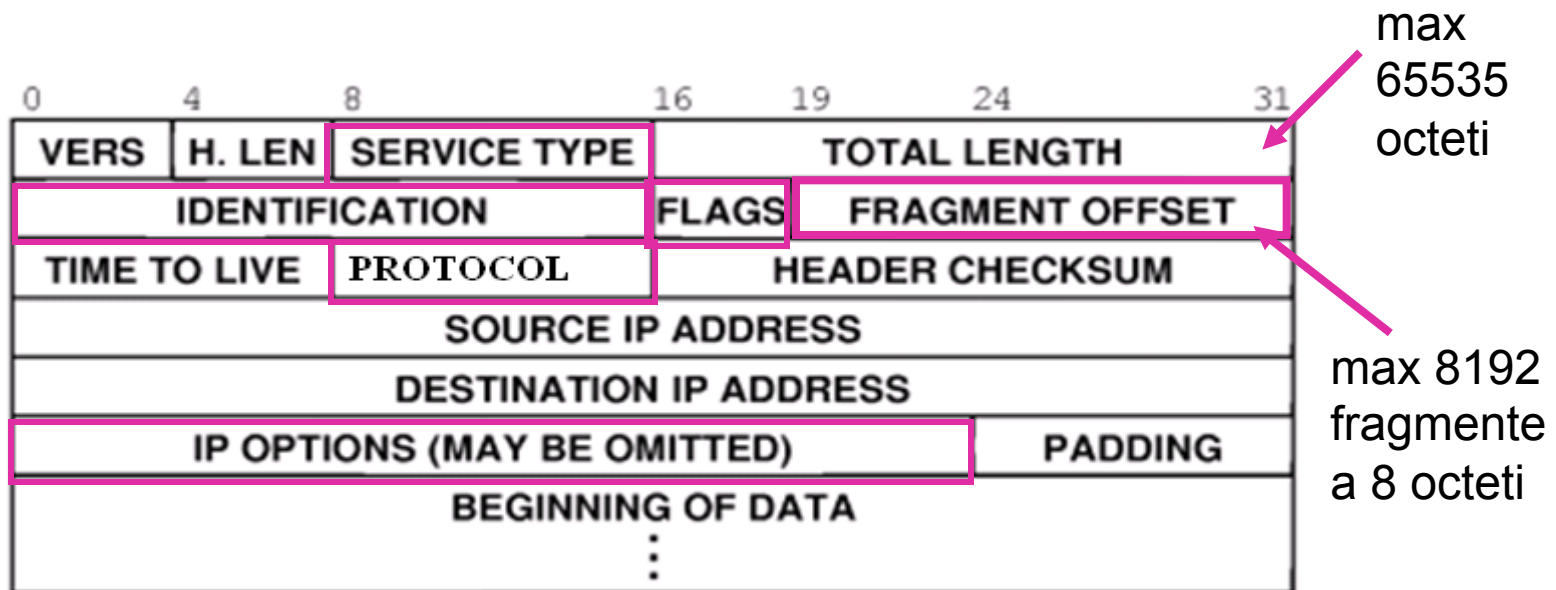 max
65535
octeti
0 4 8 16 19 24 31
VERS H. LEN SERVICE TYPE TOTAL LENGTH
IDENTIFICATION FLAGS FRAGMENT OFFSET
TIME TO LIVE PROTOCOL HEADER CHECKSUM
SOURCE IP ADDRESS
DESTINATION IP ADDRESS
IP OPTIONS (MAY BE OMITTED) PADDING
BEGINNING OF DATA
max 8192
fragmente
a 8 octeti